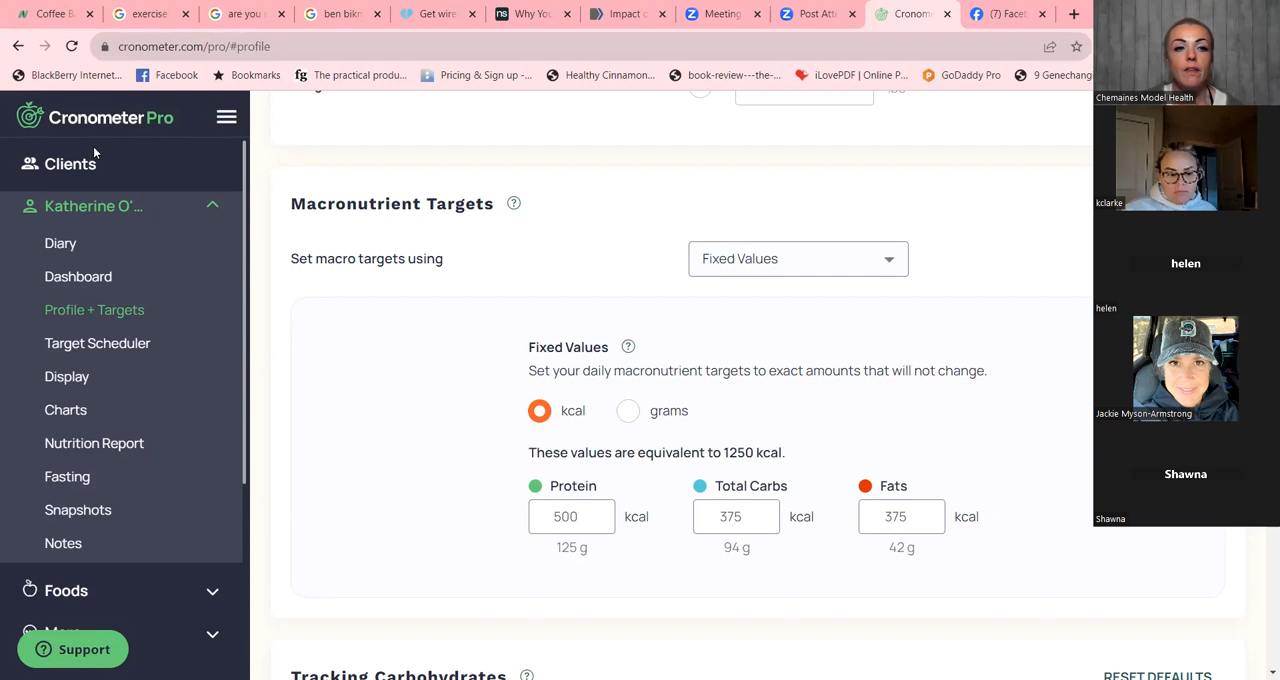 Coffee B
exercise
are you
ben bikm
Get wire
Why You
Impact o
Meeting
Post Att
Cronom
(7) Face
cronometer.com/pro/#profile
BlackBerry Internet...
Facebook
Bookmarks
fg The practical produ...
Pricing & Sign up -...
Healthy Cinnamon...
book-review---the-...
iLovePDF | Online P...
GoDaddy Pro
9 Genechang
Cronometer Pro
Clients
Katherine O'...
Diary
Dashboard
Profile + Targets
Target Scheduler
Display
Charts
Nutrition Report
Fasting
Snapshots
Notes
Foods
Support
Macronutrient Targets
Set macro targets using
Fixed Values
Fixed Values
Set your daily macronutrient targets to exact amounts that will not change.
kcal grams
These values are equivalent to 1250 kcal.
Protein Total Carbs Fats
500 kcal 375 kcal 375 kcal
125 g 94 g 42 g
Tracking Carbohydrates
RESET DEFAULTS
Chemaines Model Health
kclarke
helen
helen
Jackie Myson-Armstrong
Shawna
Shawna